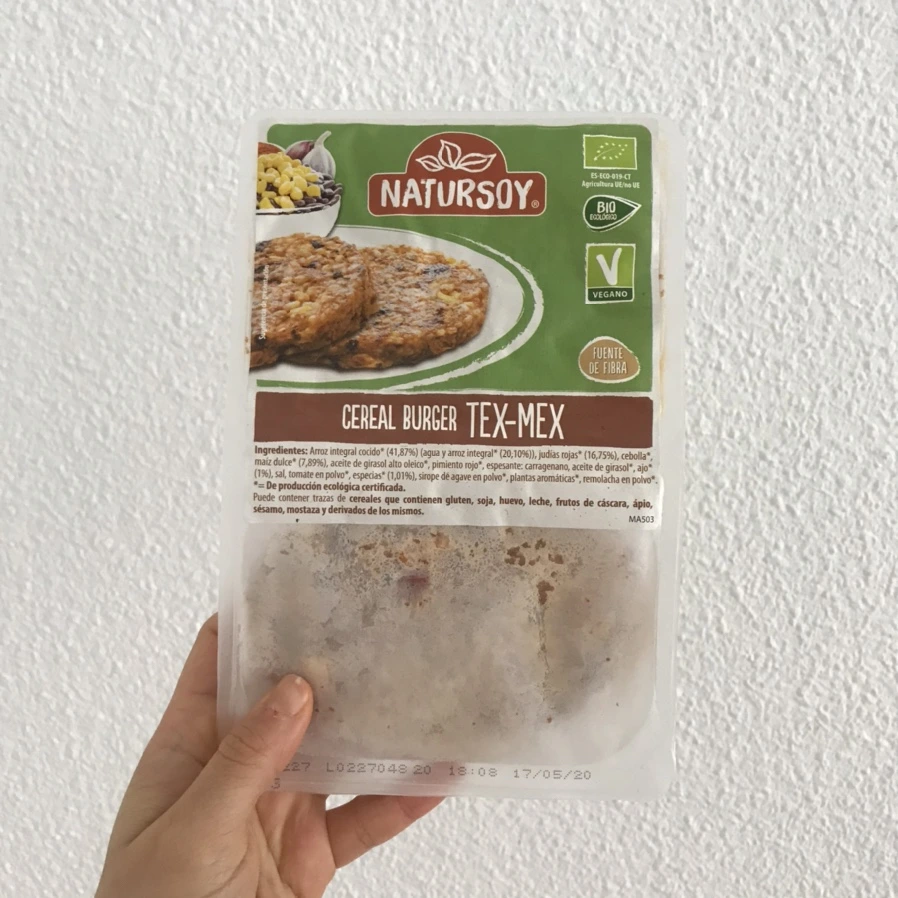 NATURSOY®
ES-ECO-019-CT
Agricultura UE/no UE
BIO
ECOLÓGICO
V
VEGANO
FUENTE
DE FIBRA
CEREAL BURGER TEX-MEX
Ingredientes: Arroz integral cocido* (41,87%) (agua y arroz integral* (20,10%)), judías rojas* (16,75%), cebolla*,
maíz dulce* (7,89%), aceite de girasol alto oleico*, pimiento rojo*, espesante: carragenano, aceite de girasol*, ajo*
(1%), sal, tomate en polvo*, especias* (1,01%), sirope de agave en polvo*, plantas aromáticas*, remolacha en polvo*.
*= De producción ecológica certificada.
Puede contener trazas de cereales que contienen gluten, soja, huevo, leche, frutos de cáscara, ápio,
sésamo, mostaza y derivados de los mismos.
MA503
227 L0227048 20 18:08 17/05/20